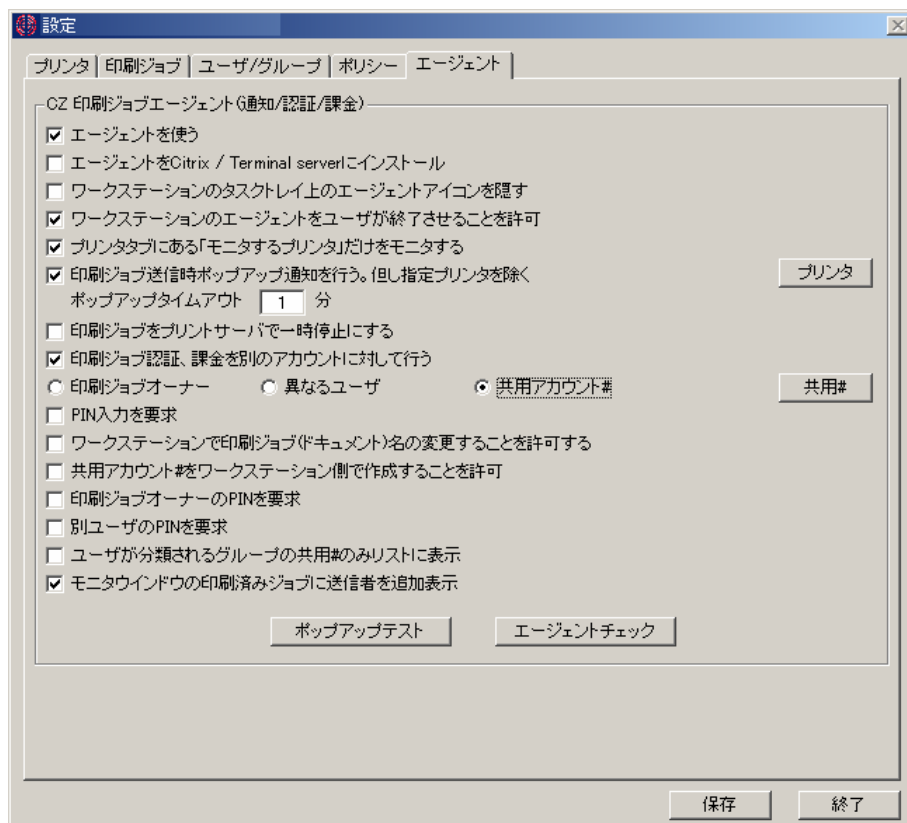 設定
プリンタ 印刷ジョブ ユーザ/グループ ポリシー エージェント
CZ 印刷ジョブエージェント(通知/認証/課金)
エージェントを使う
エージェントをCitrix / Terminal serverにインストール
ワークステーションのタスクトレイ上のエージェントアイコンを隠す
ワークステーションのエージェントをユーザが終了させることを許可
プリンタタブにある「モニタするプリンタ」だけをモニタする
印刷ジョブ送信時ポップアップ通知を行う。但し指定プリンタを除く プリンタ
ポップアップタイムアウト 1 分
印刷ジョブをプリントサーバで一時停止にする
印刷ジョブ認証、課金を別のアカウントに対して行う
印刷ジョブオーナー 異なるユーザ 共用アカウント# 共用#
PIN入力を要求
ワークステーションで印刷ジョブ(ドキュメント)名の変更することを許可する
共用アカウント#をワークステーション側で作成することを許可
印刷ジョブオーナーのPINを要求
別ユーザのPINを要求
ユーザが分類されるグループの共用#のみリストに表示
モニタウインドウの印刷済みジョブに送信者を追加表示
ポップアップテスト エージェントチェック
保存 終了